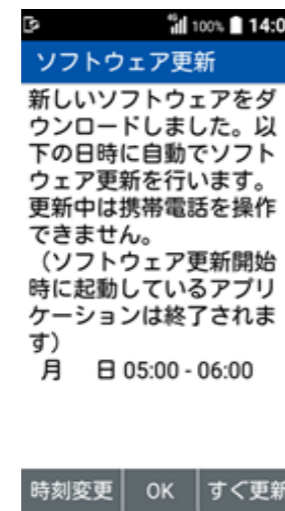 4G 100% 14:0
ソフトウェア更新
新しいソフトウェアをダ
ウンロードしました。以
下の日時に自動でソフト
ウェア更新を行います。
更新中は携帯電話を操作
できません。
（ソフトウェア更新開始
時に起動しているアプリ
ケーションは終了されま
す）
月　日 05:00 - 06:00
時刻変更 OK すぐ更新